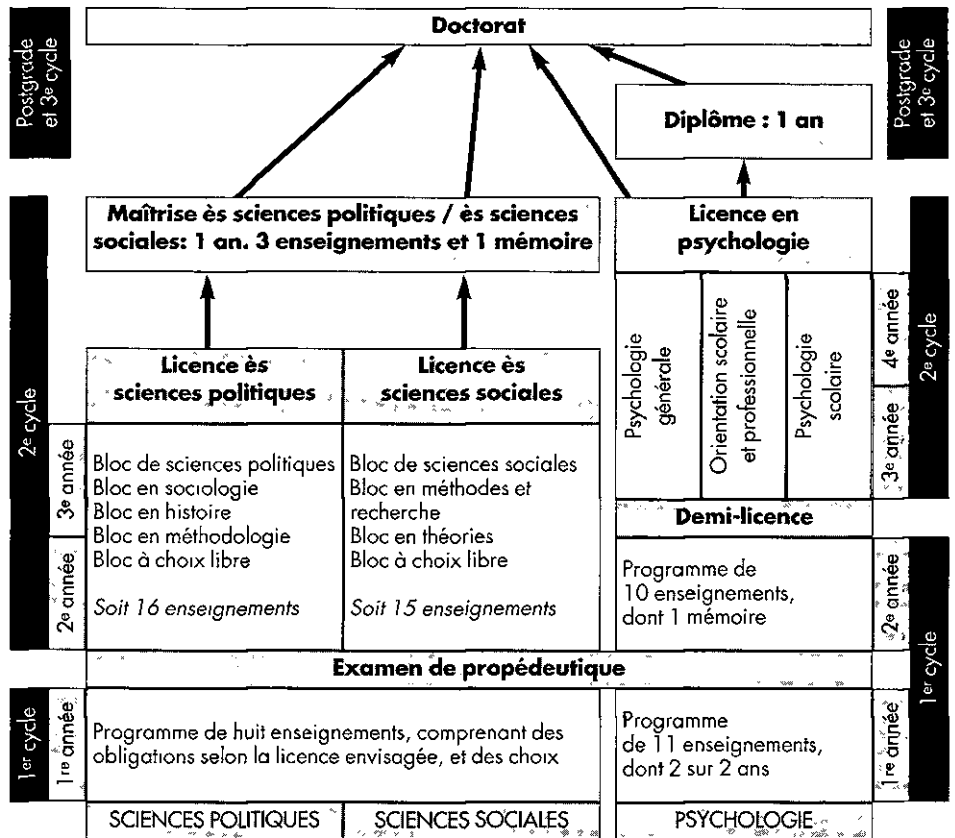 Doctorat
Postgrade
et 3e cycle
Diplôme : 1 an
Postgrade
et 3e cycle
Maîtrise ès sciences politiques / ès sciences
sociales: 1 an. 3 enseignements et 1 mémoire
Licence en
psychologie
2e cycle
Licence ès
sciences politiques
Licence ès
sciences sociales
Psychologie
générale
Orientation scolaire
et professionnelle
Psychologie
scolaire
4e année
3e année
2e cycle
3e année
2e année
Bloc de sciences politiques
Bloc en sociologie
Bloc en histoire
Bloc en méthodologie
Bloc à choix libre
Soit 16 enseignements
Bloc de sciences sociales
Bloc en méthodes et
recherche
Bloc en théories
Bloc à choix libre
Soit 15 enseignements
Demi-licence
Programme de
10 enseignements,
dont 1 mémoire
2e année
1er cycle
Examen de propédeutique
1er cycle
1re année
Programme de huit enseignements, comprenant des
obligations selon la licence envisagée, et des choix
Programme
de 11 enseignements,
dont 2 sur 2 ans
1re année
SCIENCES POLITIQUES
SCIENCES SOCIALES
PSYCHOLOGIE